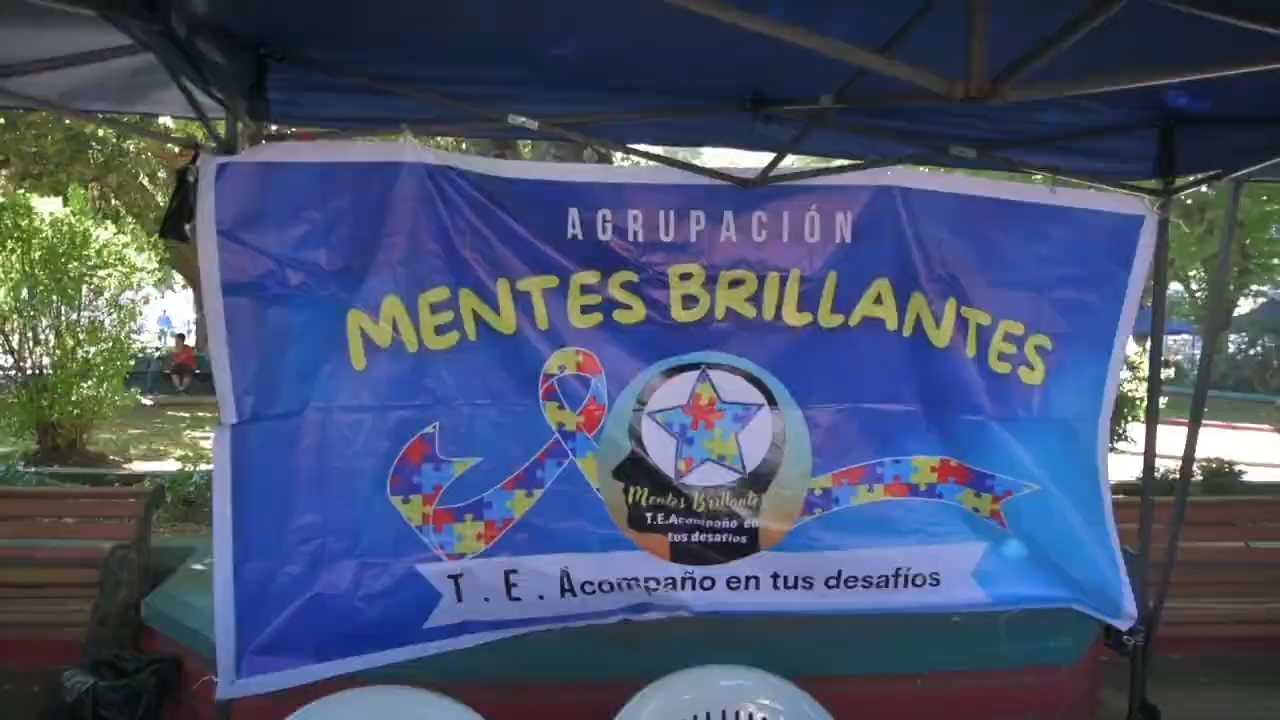 AGRUPACIÓN
MENTES BRILLANTES
Mentes Brillantes
T.E.Acompaño en
tus desafíos
T.E.Acompaño en tus desafíos